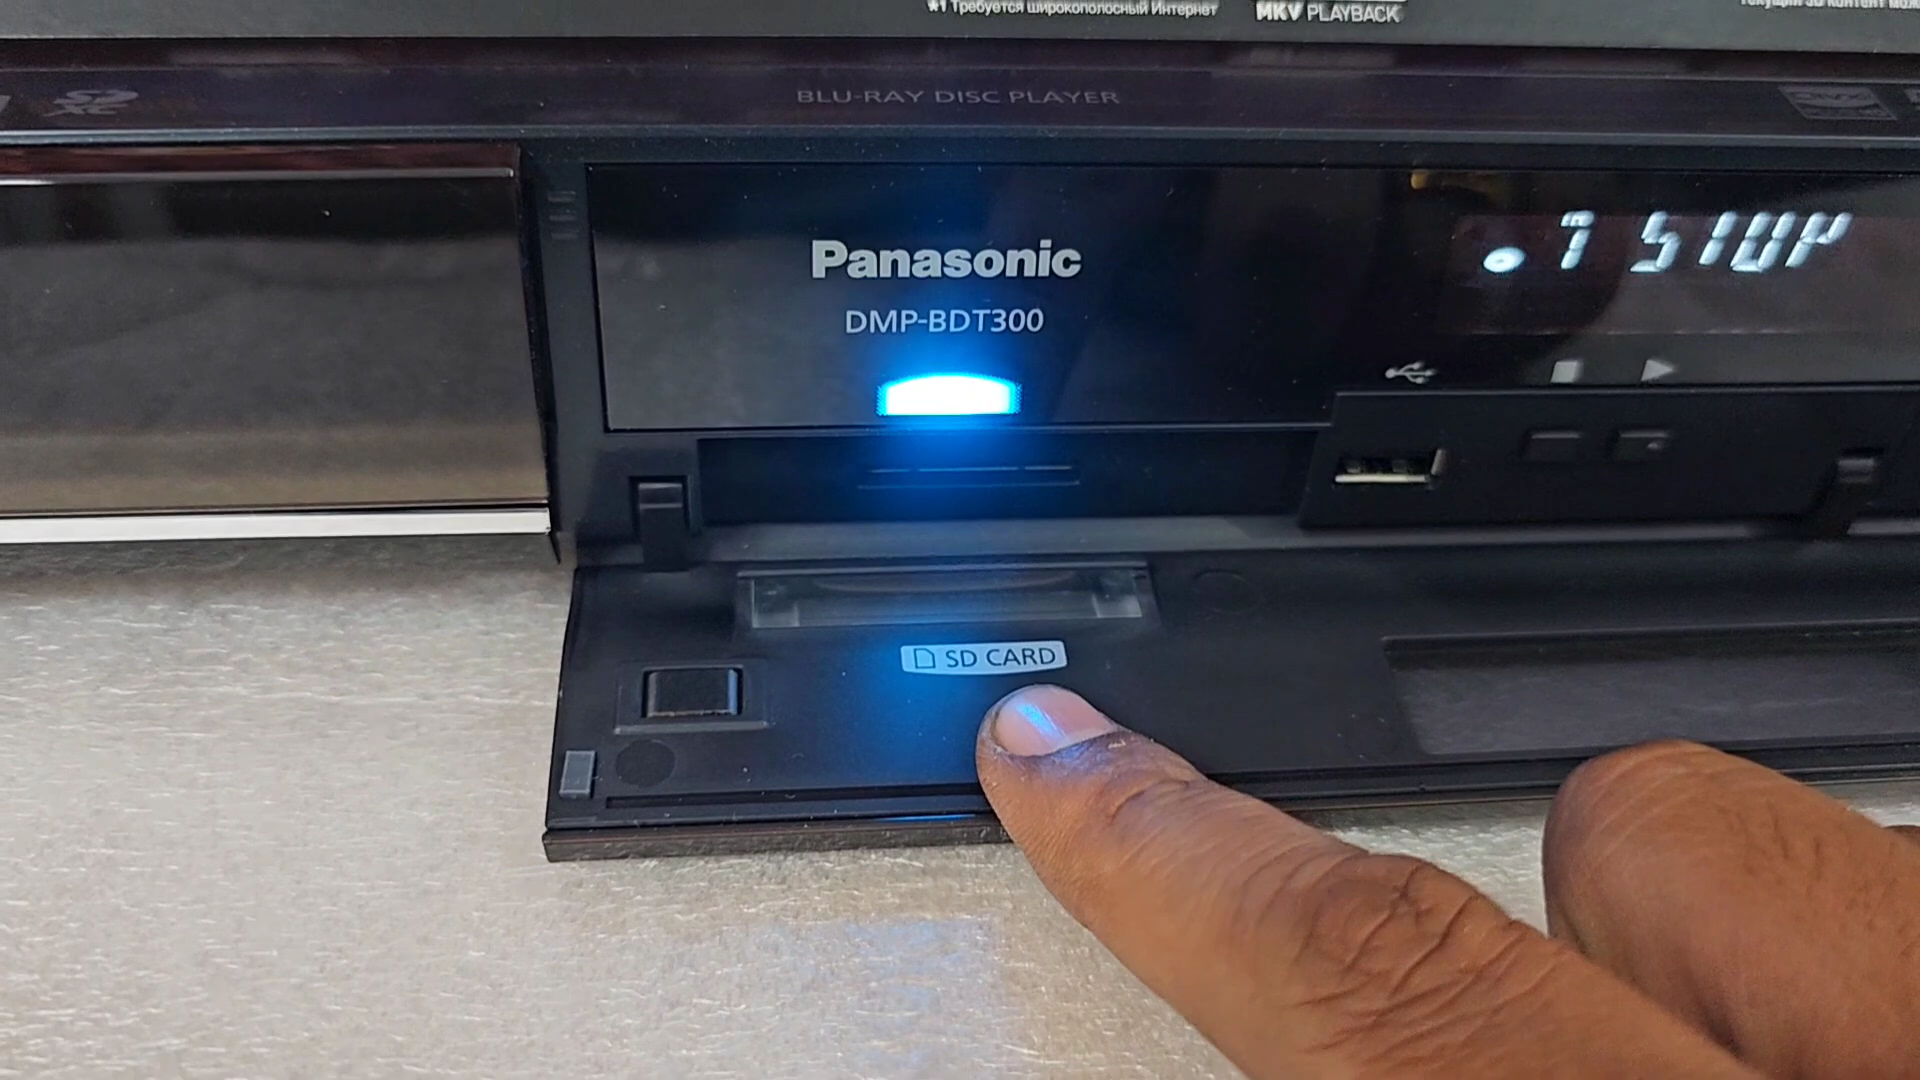 *1 Требуется широкополосный Интернет
MKV PLAYBACK
BLU-RAY DISC PLAYER
Panasonic
DMP-BDT300
SD CARD